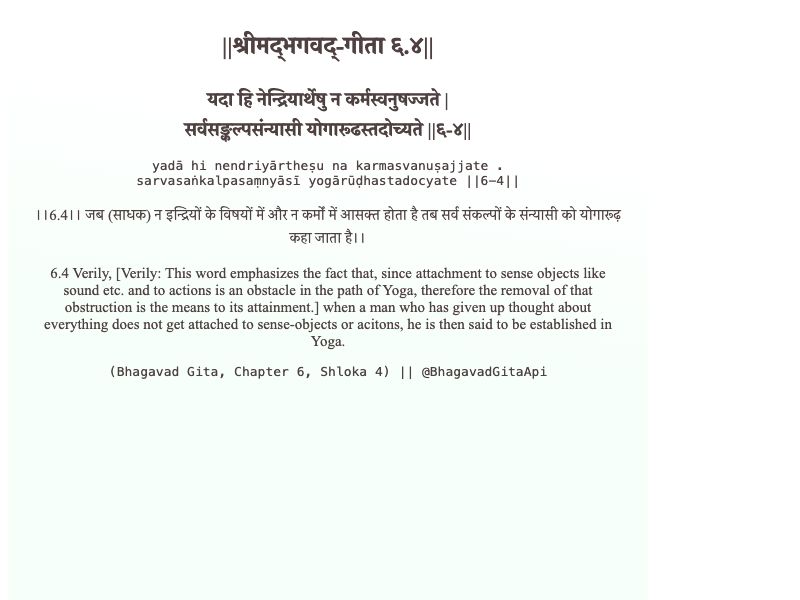 ||श्रीमद्‍भगवद्‍-गीता ६.४||
यदा हि नेन्द्रियार्थेषु न कर्मस्वनुषज्जते |
सर्वसङ्कल्पसंन्यासी योगारूढस्तदोच्यते ||६-४||
yadā hi nendriyārtheṣu na karmasvanuṣajjate .
sarvasaṅkalpasaṃnyāsī yogārūḍhastadocyate ||6-4||
।।6.4।। जब (साधक) न इन्द्रियों के विषयों में और न कर्मों में आसक्त होता है तब सर्व संकल्पों के संन्यासी को योगारूढ़
कहा जाता है।।
6.4 Verily, [Verily: This word emphasizes the fact that, since attachment to sense objects like
sound etc. and to actions is an obstacle in the path of Yoga, therefore the removal of that
obstruction is the means to its attainment.] when a man who has given up thought about
everything does not get attached to sense-objects or acitons, he is then said to be established in
Yoga.
(Bhagavad Gita, Chapter 6, Shloka 4) || @BhagavadGitaApi